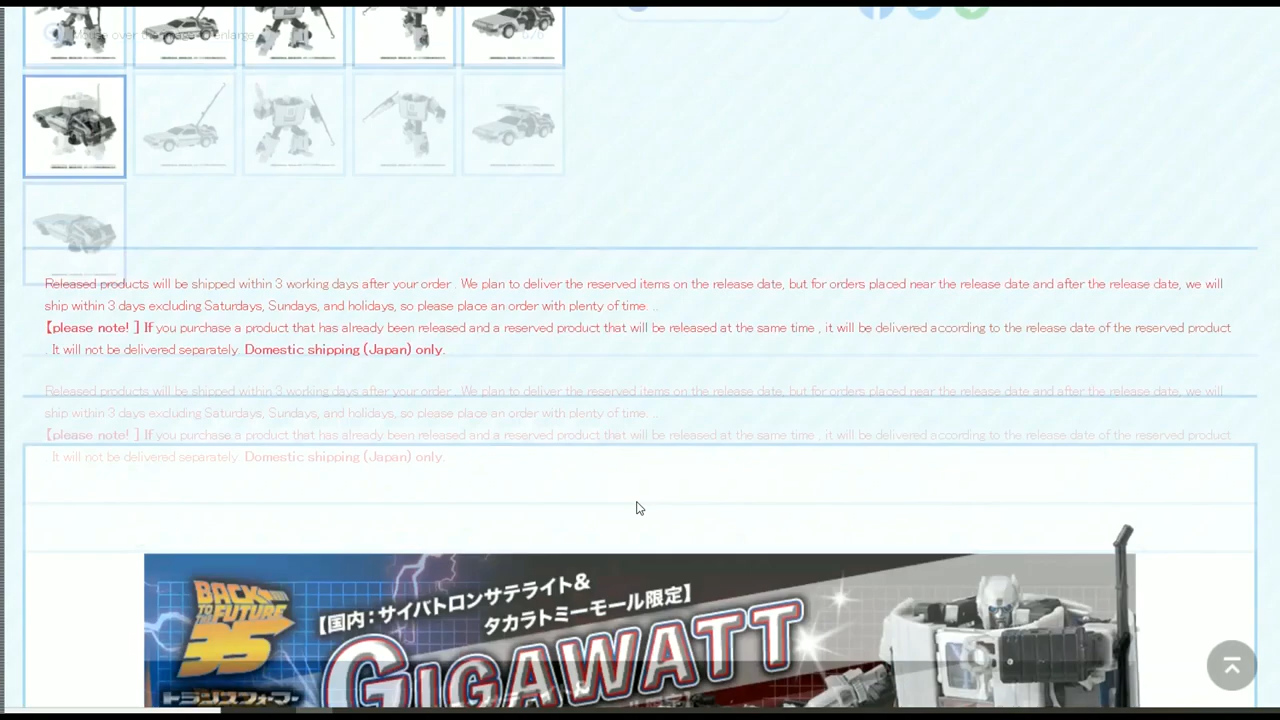 Mouse over the image to enlarge
6/6
Released products will be shipped within 3 working days after your order . We plan to deliver the reserved items on the release date, but for orders placed near the release date and after the release date, we will
ship within 3 days excluding Saturdays, Sundays, and holidays, so please place an order with plenty of time. ..
【please note! ] If you purchase a product that has already been released and a reserved product that will be released at the same time , it will be delivered according to the release date of the reserved product
. It will not be delivered separately. Domestic shipping (Japan) only.
Released products will be shipped within 3 working days after your order . We plan to deliver the reserved items on the release date, but for orders placed near the release date and after the release date, we will
ship within 3 days excluding Saturdays, Sundays, and holidays, so please place an order with plenty of time. ..
【please note! ] If you purchase a product that has already been released and a reserved product that will be released at the same time , it will be delivered according to the release date of the reserved product
. It will not be delivered separately. Domestic shipping (Japan) only.
BACK
TO THE
FUTURE
35
トランスフォーマー
【国内：サイバトロンサテライト＆
タカラトミーモール限定】
GIGAWATT